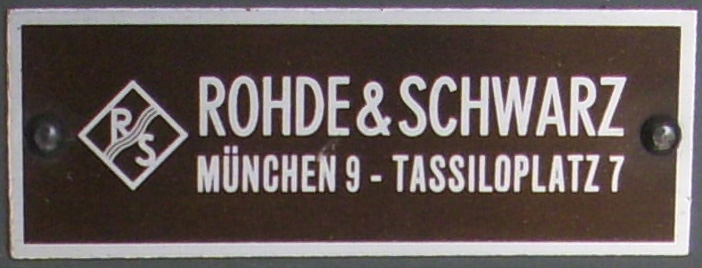 R S
ROHDE & SCHWARZ
MÜNCHEN 9 - TASSILOPLATZ 7